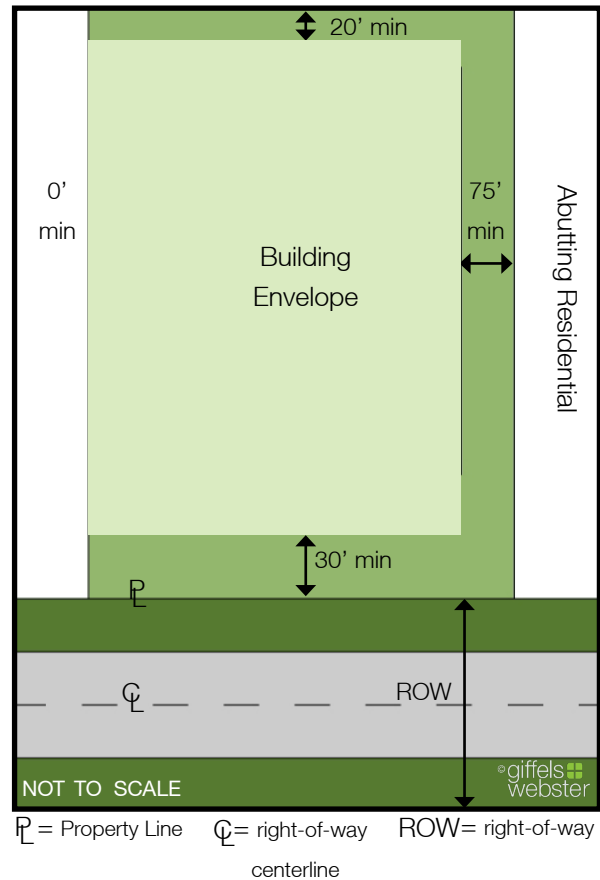 20’ min
0’
min
75’
min
Abutting Residential
Building
Envelope
30’ min
PL
CL
ROW
NOT TO SCALE
© giffels
webster
PL = Property Line CL = right-of-way ROW= right-of-way
centerline